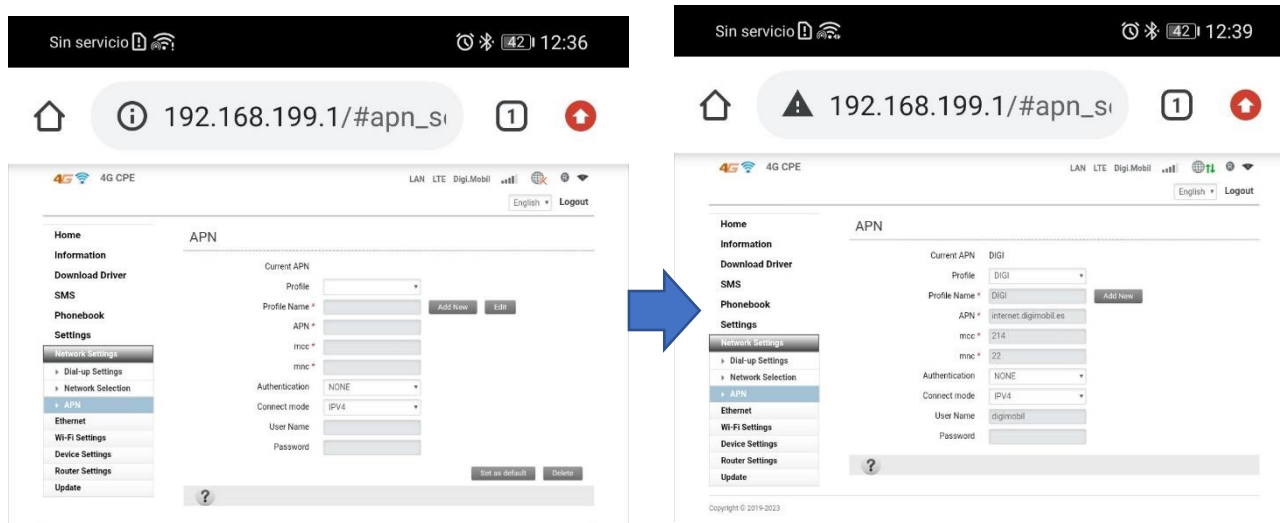 Sin servicio 42 12:36
192.168.199.1/#apn_s
1
4G 4G CPE
LAN LTE Digi.Mobil
English Logout
Home
Information
Download Driver
SMS
Phonebook
Settings
Network Settings
Dial-up Settings
Network Selection
APN
Ethernet
Wi-Fi Settings
Device Settings
Router Settings
Update
APN
Current APN
Profile
Profile Name * Add New Edit
APN *
mcc *
mnc *
Authentication NONE
Connect mode IPV4
User Name
Password
Set as default Delete
?
Sin servicio 42 12:39
192.168.199.1/#apn_s
1
4G 4G CPE
LAN LTE Digi.Mobil
English Logout
Home
Information
Download Driver
SMS
Phonebook
Settings
Network Settings
Dial-up Settings
Network Selection
APN
Ethernet
Wi-Fi Settings
Device Settings
Router Settings
Update
APN
Current APN DIGI
Profile DIGI
Profile Name * DIGI Add New
APN * internet.digimobil.es
mcc * 214
mnc * 22
Authentication NONE
Connect mode IPV4
User Name digimobil
Password
?
Copyright © 2019-2023